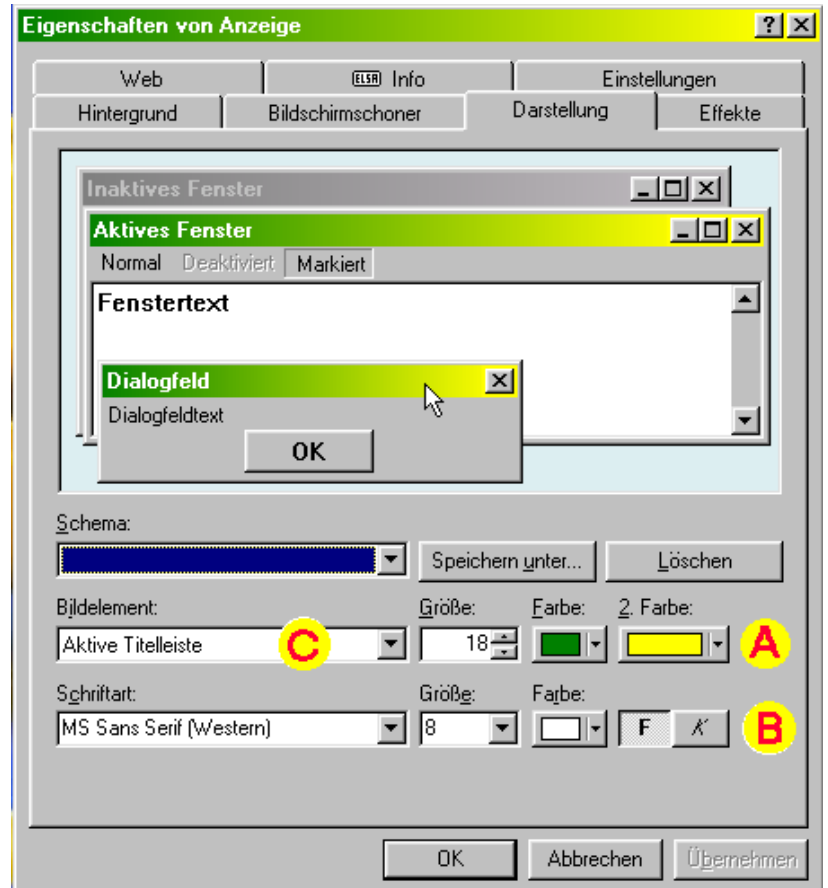 Eigenschaften von Anzeige
Web ELSA Info Einstellungen
Hintergrund Bildschirmschoner Darstellung Effekte
Inaktives Fenster
Aktives Fenster
Normal Deaktiviert Markiert
Fenstertext
Dialogfeld
Dialogfeldtext
OK
Schema:
Speichern unter... Löschen
Bildelement: Größe: Farbe: 2. Farbe:
Aktive Titelleiste C 18 A
Schriftart: Größe: Farbe:
MS Sans Serif (Western) 8 F K B
OK Abbrechen Übernehmen